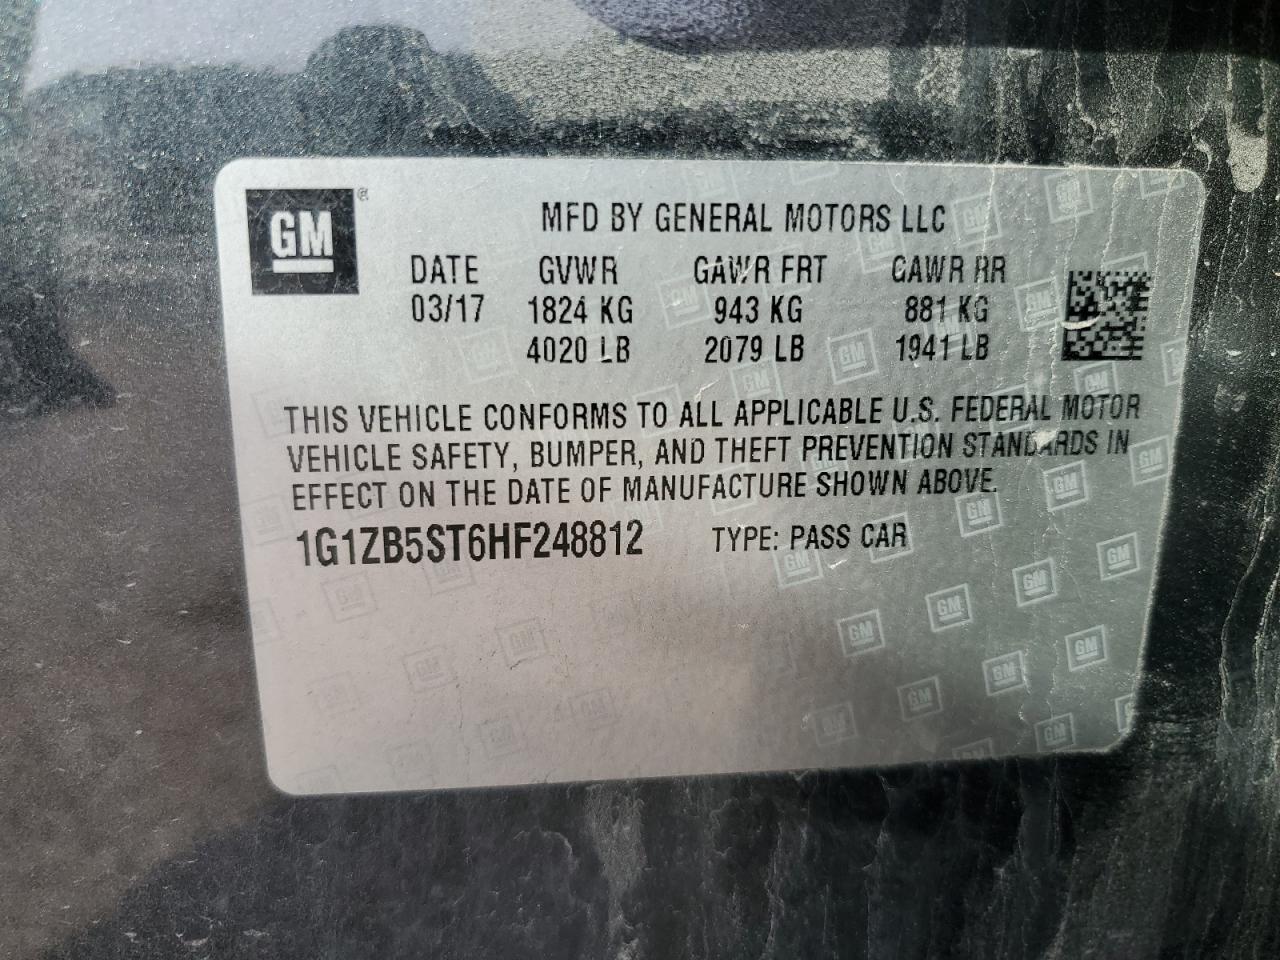 GM ®
MFD BY GENERAL MOTORS LLC
DATE GVWR GAWR FRT GAWR RR
03/17 1824 KG 943 KG 881 KG
4020 LB 2079 LB 1941 LB
THIS VEHICLE CONFORMS TO ALL APPLICABLE U.S. FEDERAL MOTOR
VEHICLE SAFETY, BUMPER, AND THEFT PREVENTION STANDARDS IN
EFFECT ON THE DATE OF MANUFACTURE SHOWN ABOVE.
1G1ZB5ST6HF248812 TYPE: PASS CAR